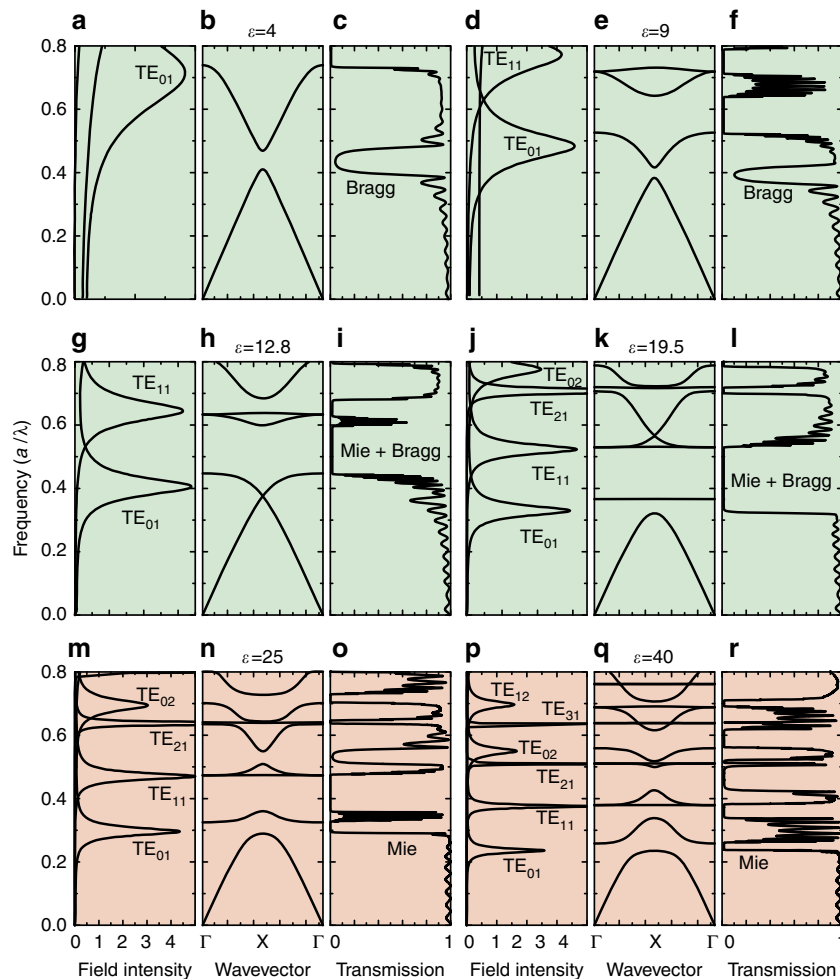 a b c d e f
ε=4 ε=9
0.8
0.6
0.4
0.2
0.0
TE01
Bragg
TE11
TE01
Bragg
g h i j k l
ε=12.8 ε=19.5
0.8
0.6
0.4
0.2
0.0
Frequency (a/λ)
TE11
TE01
Mie + Bragg
TE02
TE21
TE11
TE01
Mie + Bragg
m n o p q r
ε=25 ε=40
0.8
0.6
0.4
0.2
0.0
TE02
TE21
TE11
TE01
Mie
TE12
TE31
TE02
TE21
TE11
TE01
Mie
0 1 2 3 4 Γ X Γ 0 1 0 1 2 3 4 Γ X Γ 0 1
Field intensity Wavevector Transmission Field intensity Wavevector Transmission